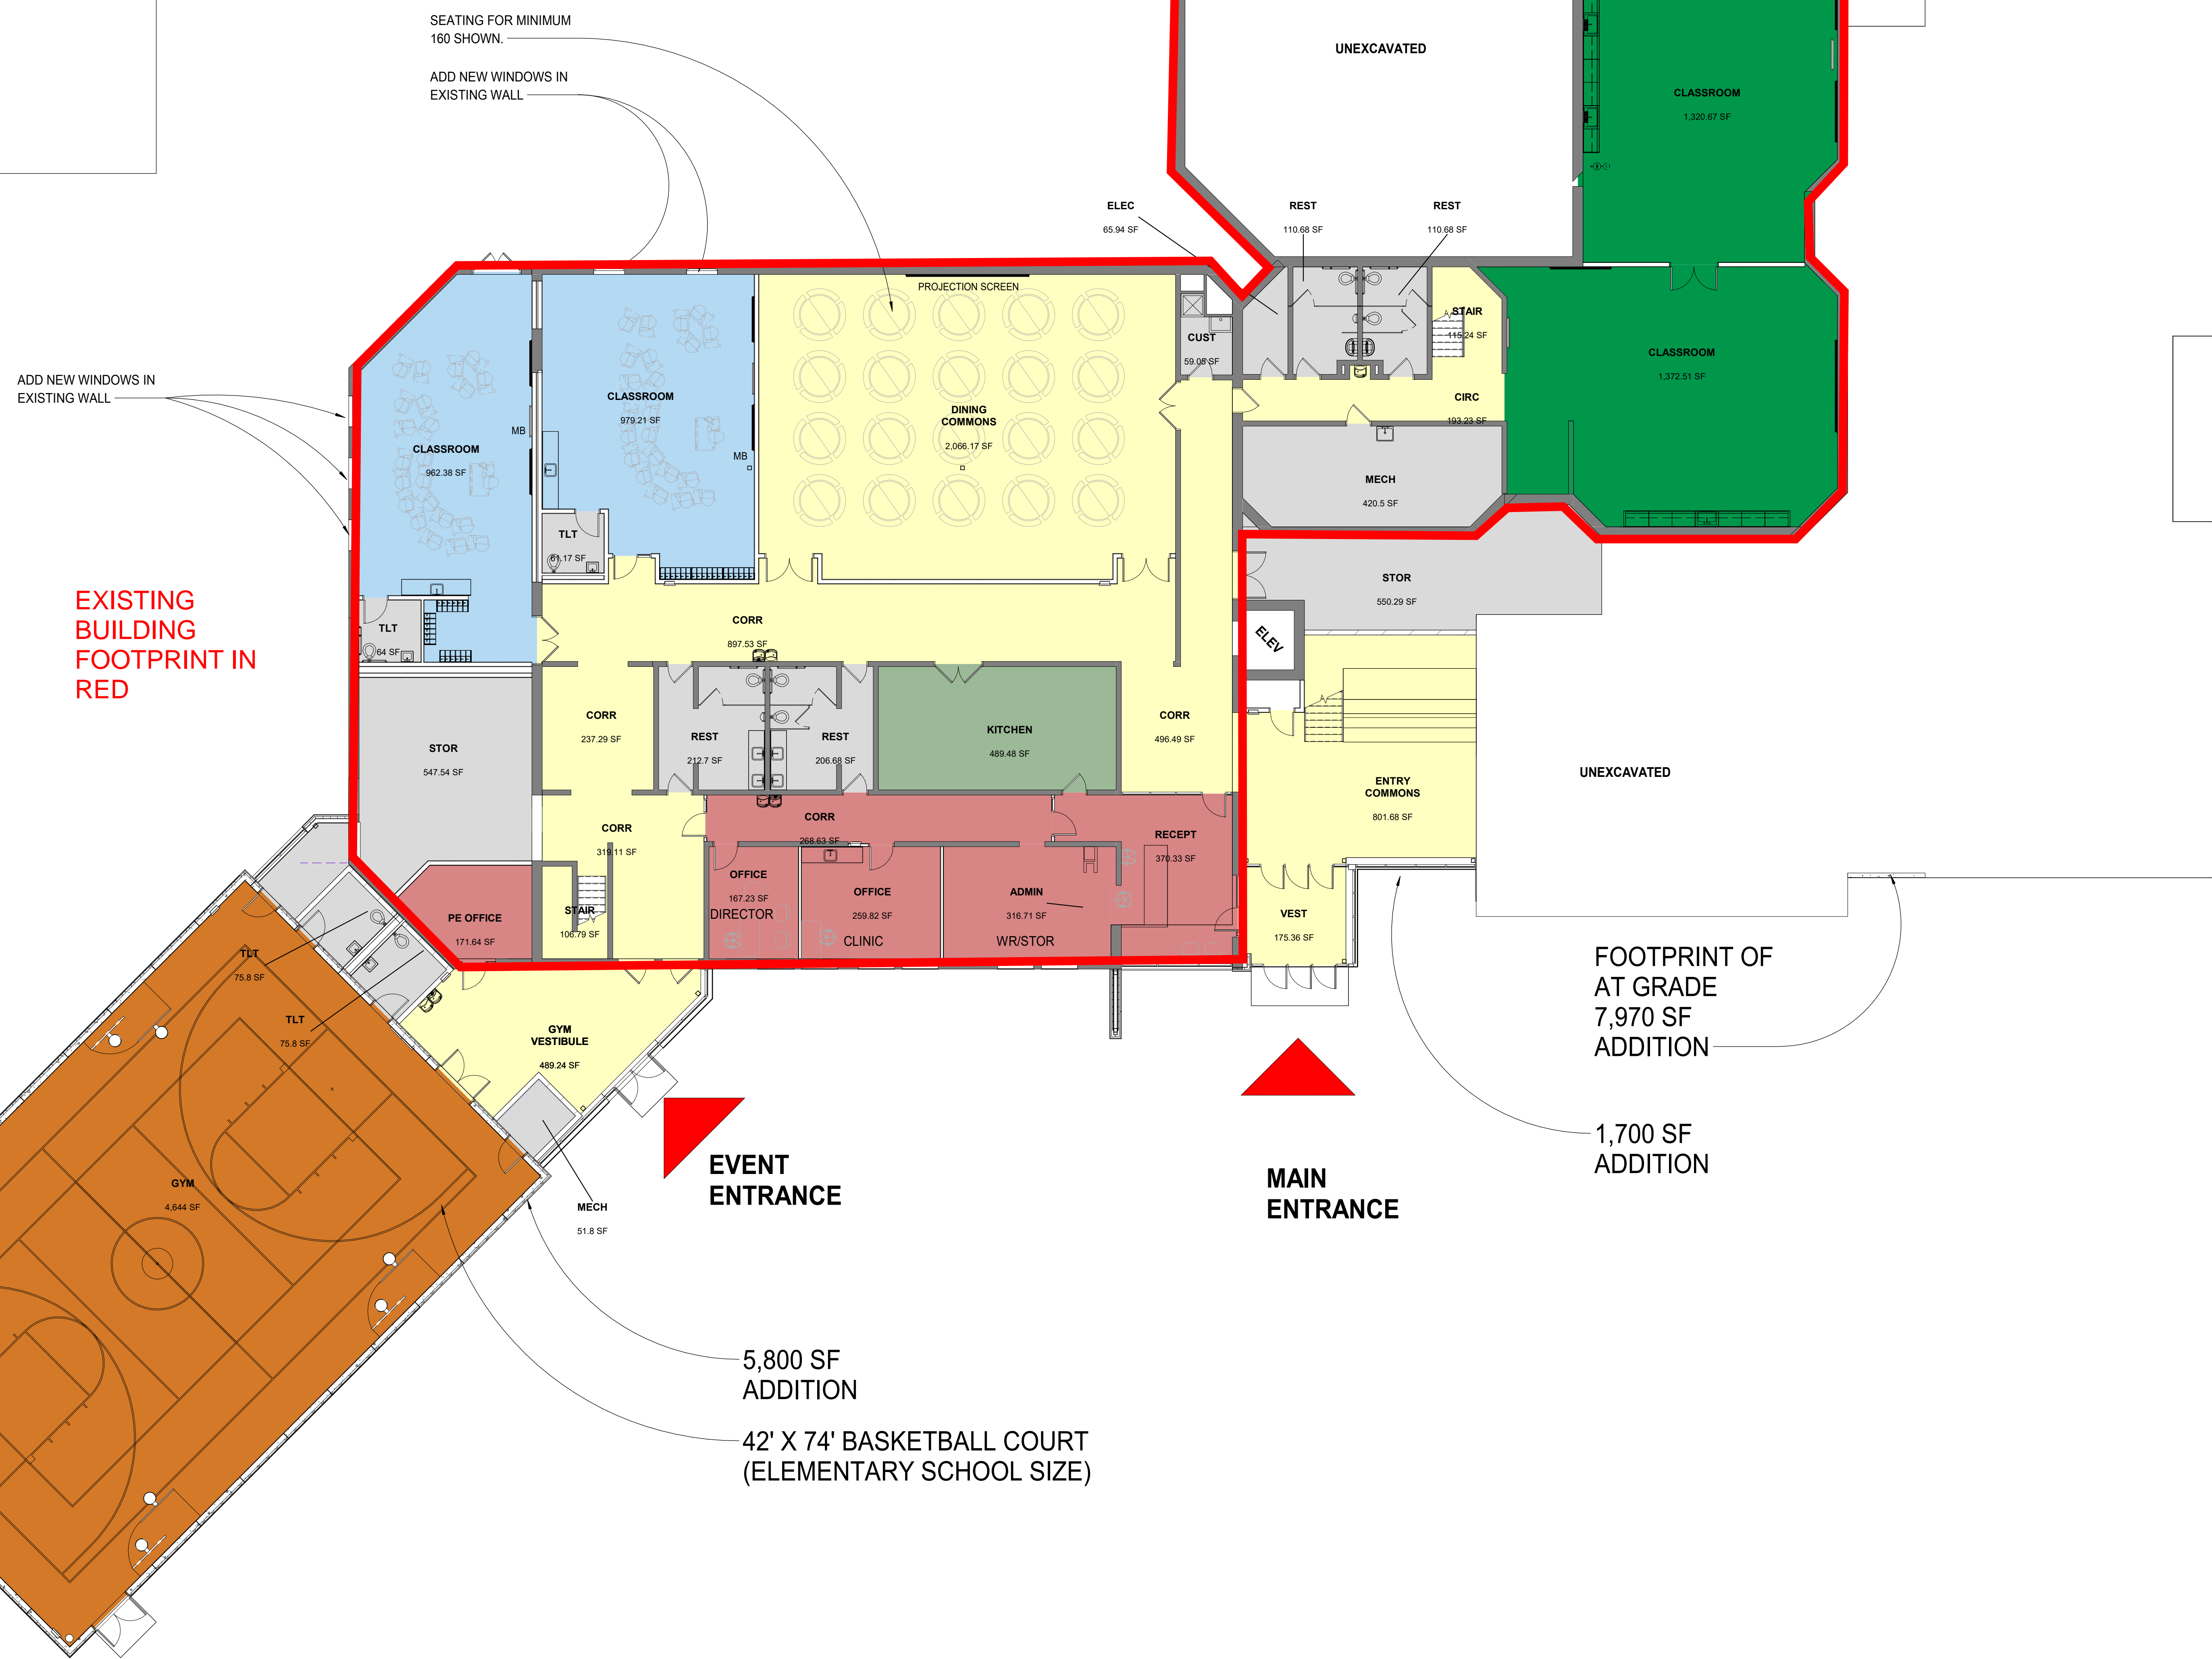 SEATING FOR MINIMUM
160 SHOWN.
ADD NEW WINDOWS IN
EXISTING WALL
UNEXCAVATED
CLASSROOM
1,320.67 SF
ELEC
65.94 SF
REST
110.68 SF
REST
110.68 SF
PROJECTION SCREEN
STAIR
115.24 SF
CUST
59.05 SF
CLASSROOM
1,372.51 SF
ADD NEW WINDOWS IN
EXISTING WALL
CLASSROOM
979.21 SF
CIRC
193.23 SF
DINING
COMMONS
2,066.17 SF
MB
CLASSROOM
962.38 SF
MB
MECH
420.5 SF
TLT
61.17 SF
STOR
550.29 SF
EXISTING
BUILDING
FOOTPRINT IN
RED
TLT
64 SF
CORR
897.53 SF
ELEV
CORR
237.29 SF
REST
212.7 SF
REST
206.68 SF
KITCHEN
489.48 SF
CORR
496.49 SF
STOR
547.54 SF
UNEXCAVATED
ENTRY
COMMONS
801.68 SF
CORR
319.11 SF
CORR
268.63 SF
RECEPT
370.33 SF
OFFICE
167.23 SF
DIRECTOR
OFFICE
259.82 SF
CLINIC
ADMIN
316.71 SF
WR/STOR
PE OFFICE
171.64 SF
STAIR
106.79 SF
VEST
175.36 SF
TLT
75.8 SF
TLT
75.8 SF
GYM
VESTIBULE
489.24 SF
FOOTPRINT OF
AT GRADE
7,970 SF
ADDITION
1,700 SF
ADDITION
EVENT
ENTRANCE
MAIN
ENTRANCE
GYM
4,644 SF
MECH
51.8 SF
5,800 SF
ADDITION
42' X 74' BASKETBALL COURT
(ELEMENTARY SCHOOL SIZE)